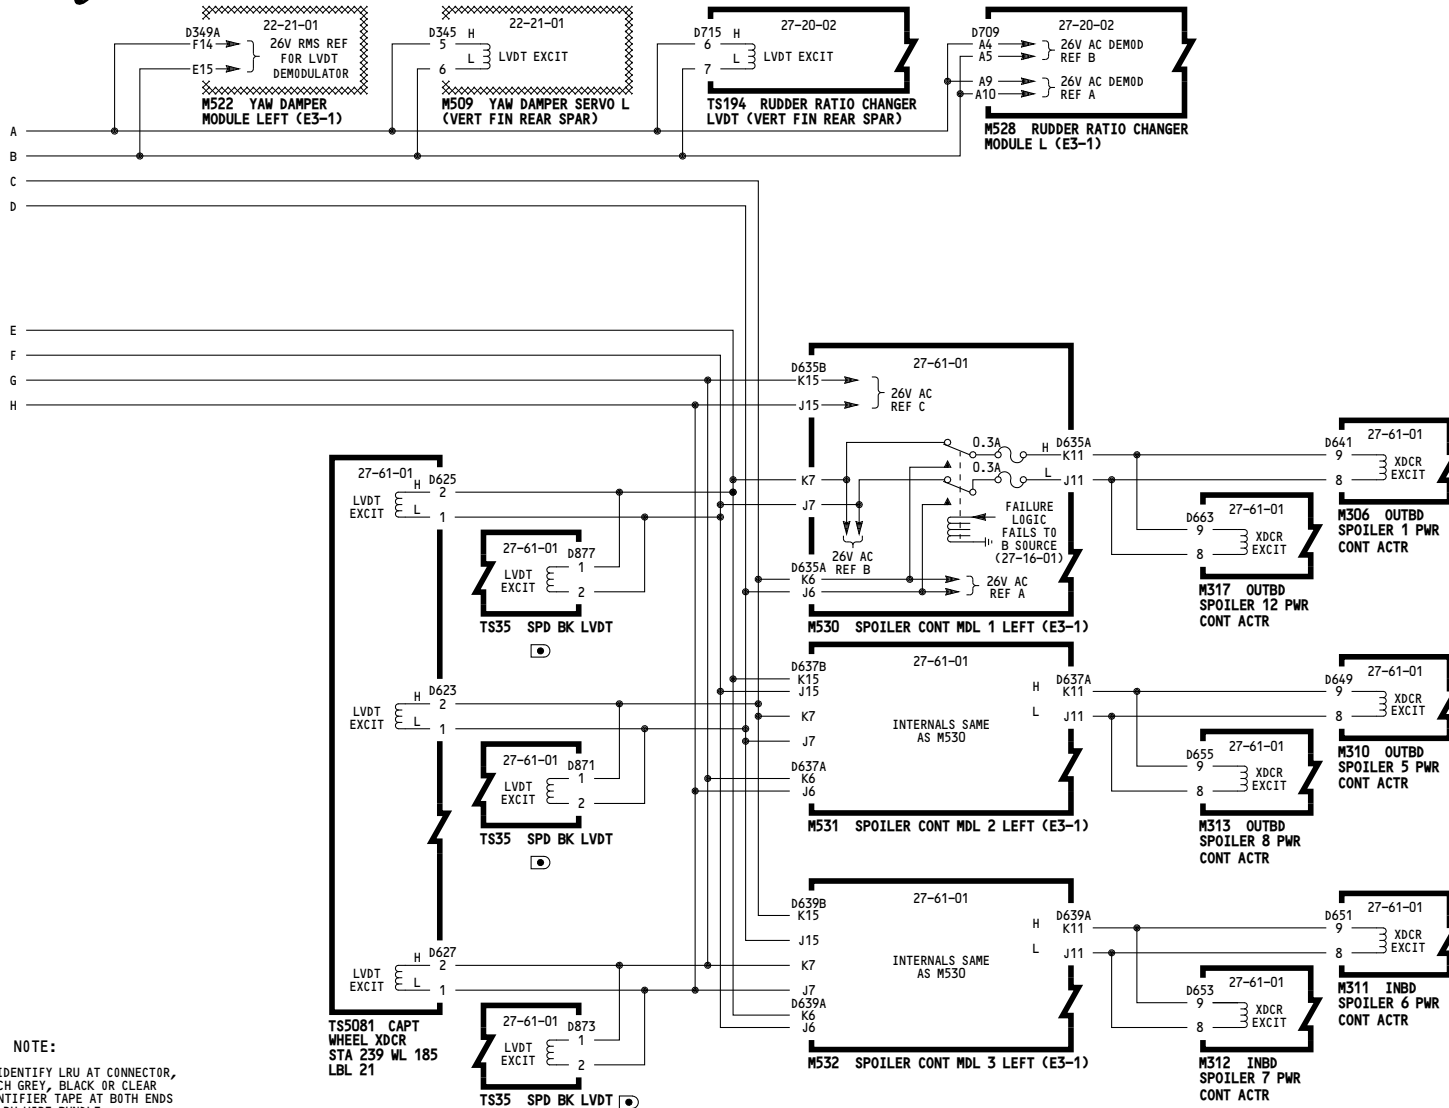 22-21-01
D349A
F14
E15
26V RMS REF
FOR LVDT
DEMODULATOR
M522 YAW DAMPER
MODULE LEFT (E3-1)
22-21-01
D345
5 H
L
6
LVDT EXCIT
M509 YAW DAMPER SERVO L
(VERT FIN REAR SPAR)
27-20-02
D715
6 H
L
7
LVDT EXCIT
TS194 RUDDER RATIO CHANGER
LVDT (VERT FIN REAR SPAR)
27-20-02
D709
A4
A5
26V AC DEMOD
REF B
A9
A10
26V AC DEMOD
REF A
M528 RUDDER RATIO CHANGER
MODULE L (E3-1)
A
B
C
D
E
F
G
H
27-61-01
D635B
K15
J15
26V AC
REF C
K7
J7
26V AC
REF B
0.3A
0.3A
H
L
D635A
K11
J11
FAILURE
LOGIC
FAILS TO
B SOURCE
(27-16-01)
D635A
K6
J6
26V AC
REF A
M530 SPOILER CONT MDL 1 LEFT (E3-1)
27-61-01
D641
9
8
XDCR
EXCIT
M306 OUTBD
SPOILER 1 PWR
CONT ACTR
27-61-01
D663
9
8
XDCR
EXCIT
M317 OUTBD
SPOILER 12 PWR
CONT ACTR
27-61-01
D625
LVDT
EXCIT
H 2
L 1
27-61-01
D877
LVDT
EXCIT
1
2
TS35 SPD BK LVDT
D
D623
LVDT
EXCIT
H 2
L 1
27-61-01
D871
LVDT
EXCIT
1
2
TS35 SPD BK LVDT
D
D627
LVDT
EXCIT
H 2
L 1
TS5081 CAPT
WHEEL XDCR
STA 239 WL 185
LBL 21
27-61-01
D873
LVDT
EXCIT
1
2
TS35 SPD BK LVDT
27-61-01
D637B
K15
J15
K7
J7
D637A
K6
J6
INTERNALS SAME
AS M530
H
L
D637A
K11
J11
M531 SPOILER CONT MDL 2 LEFT (E3-1)
27-61-01
D649
9
8
XDCR
EXCIT
M310 OUTBD
SPOILER 5 PWR
CONT ACTR
27-61-01
D655
9
8
XDCR
EXCIT
M313 OUTBD
SPOILER 8 PWR
CONT ACTR
27-61-01
D639B
K15
J15
K7
J7
D639A
K6
J6
INTERNALS SAME
AS M530
H
L
D639A
K11
J11
M532 SPOILER CONT MDL 3 LEFT (E3-1)
27-61-01
D651
9
8
XDCR
EXCIT
M311 INBD
SPOILER 6 PWR
CONT ACTR
27-61-01
D653
9
8
XDCR
EXCIT
M312 INBD
SPOILER 7 PWR
CONT ACTR
NOTE:
IDENTIFY LRU AT CONNECTOR,
CH GREY, BLACK OR CLEAR
NTIFIER TAPE AT BOTH ENDS